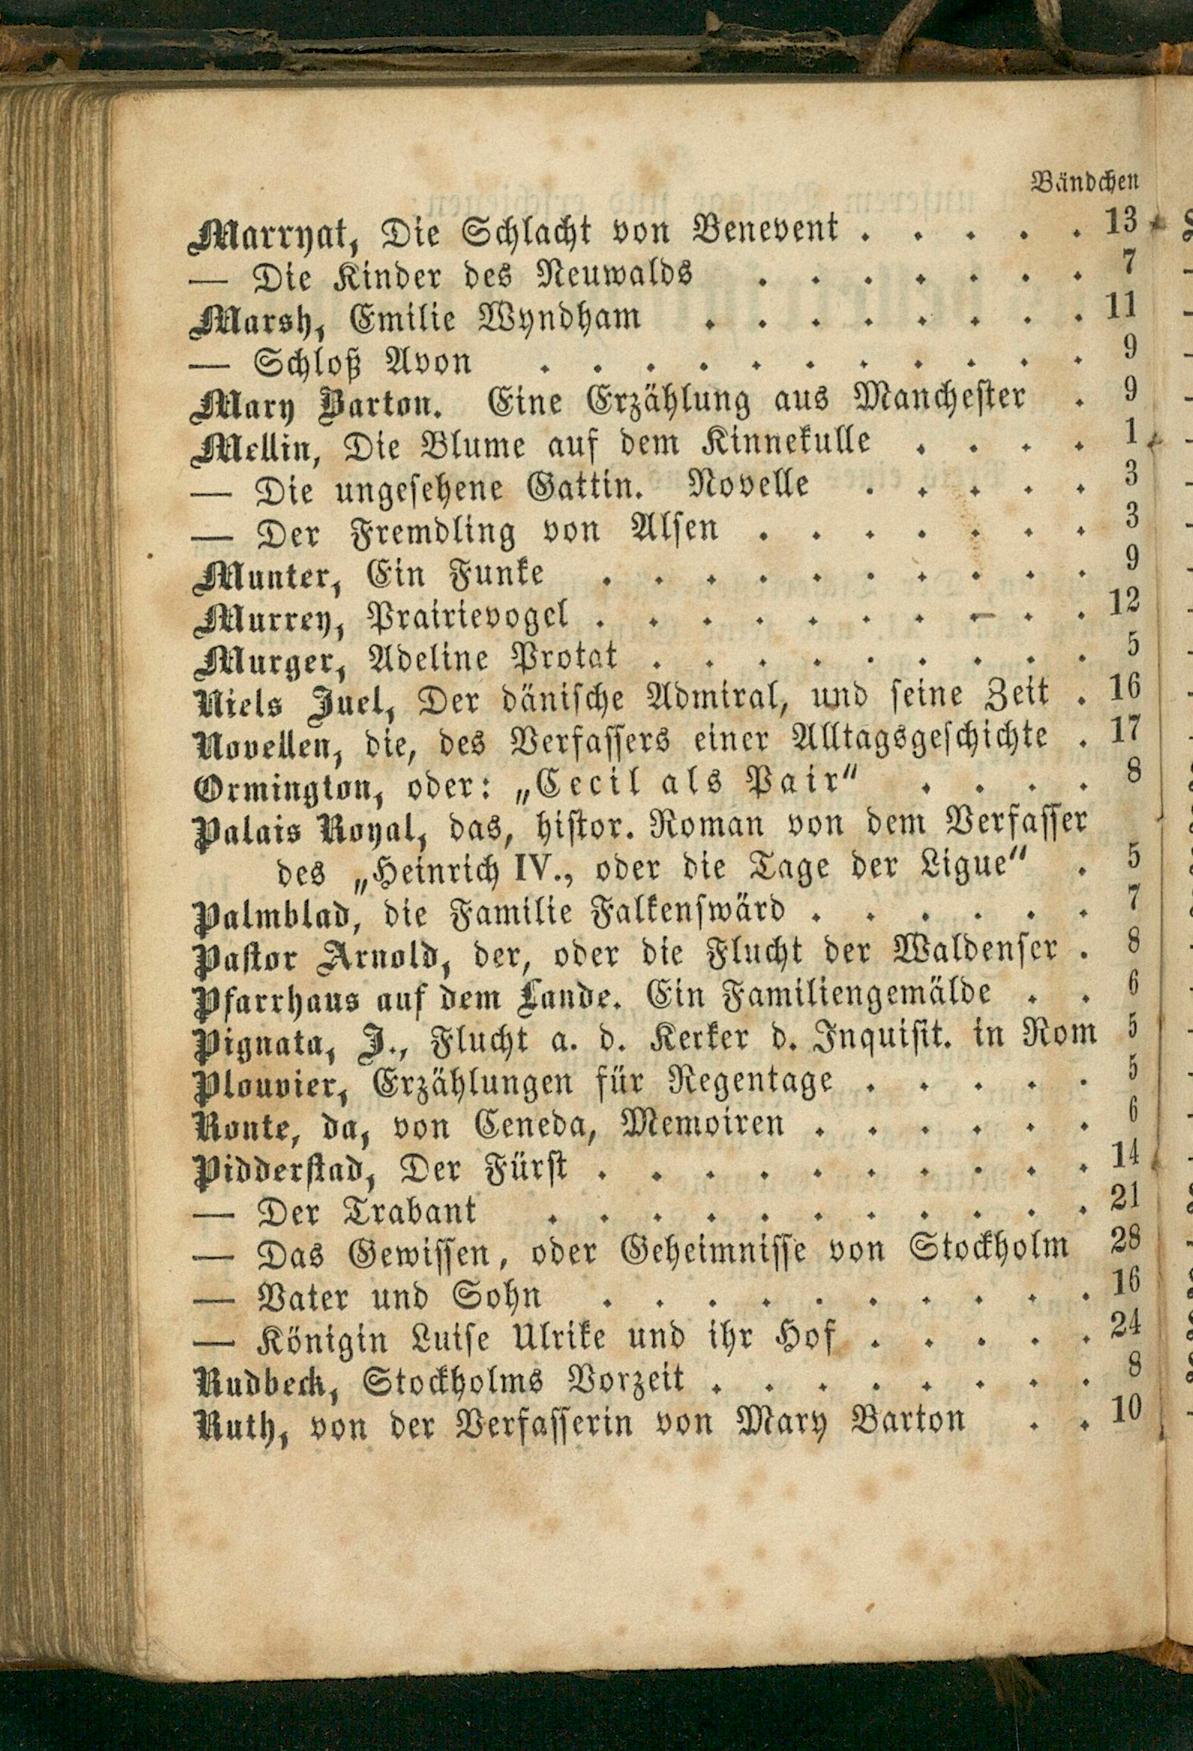 Bändchen
Marryat, Die Schlacht von Benevent . . . . . 13
— Die Kinder des Neuwalds . . . . . . . 7
Marsh, Emilie Wyndham . . . . . . . . 11
— Schloß Avon . . . . . . . . . . . 9
Mary Barton. Eine Erzählung aus Manchester . 9
Mellin, Die Blume auf dem Kinnekulle . . . . 1
— Die ungesehene Gattin. Novelle . . . . . 3
— Der Fremdling von Alsen . . . . . . . 3
Munter, Ein Funke . . . . . . . . . . 9
Murrey, Prairievogel . . . . . . . . . . 12
Murger, Adeline Protat . . . . . . . . . 5
Niels Juel, Der dänische Admiral, und seine Zeit . 16
Novellen, die, des Verfassers einer Alltagsgeschichte . 17
Ormington, oder: „Cecil als Pair“ . . . . 8
Palais Royal, das, histor. Roman von dem Verfasser
des „Heinrich IV., oder die Tage der Ligue“ . 5
Palmblad, die Familie Falkenswärd . . . . . . 7
Pastor Arnold, der, oder die Flucht der Waldenser . 8
Pfarrhaus auf dem Lande. Ein Familiengemälde . . 6
Pignata, J., Flucht a. d. Kerker d. Inquisit. in Rom 5
Plouvier, Erzählungen für Regentage . . . . . 5
Ronte, da, von Ceneda, Memoiren . . . . . . 6
Pidderstad, Der Fürst . . . . . . . . . . 14
— Der Trabant . . . . . . . . . . . 21
— Das Gewissen, oder Geheimnisse von Stockholm 28
— Vater und Sohn . . . . . . . . . . 16
— Königin Luise Ulrike und ihr Hof . . . . . 24
Rudbeck, Stockholms Vorzeit . . . . . . . . 8
Ruth, von der Verfasserin von Mary Barton . . 10